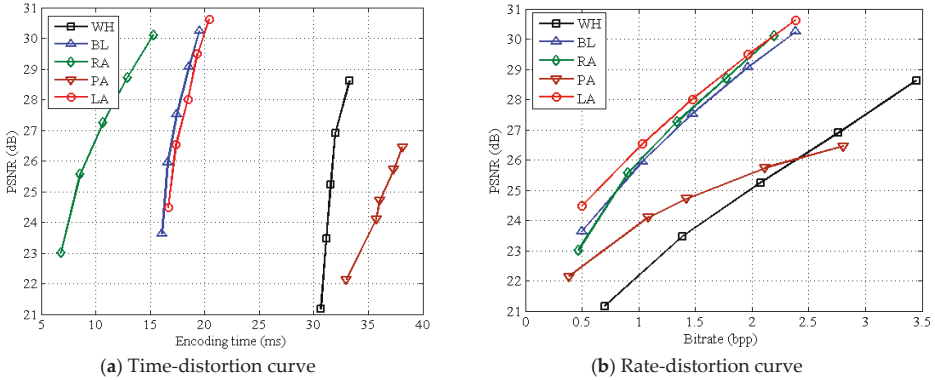 WH
BL
RA
PA
LA
PSNR (dB)
31
30
29
28
27
26
25
24
23
22
21
5 10 15 20 25 30 35 40
Encoding time (ms)
(a) Time-distortion curve
WH
BL
RA
PA
LA
PSNR (dB)
31
30
29
28
27
26
25
24
23
22
21
0 0.5 1 1.5 2 2.5 3 3.5
Bitrate (bpp)
(b) Rate-distortion curve